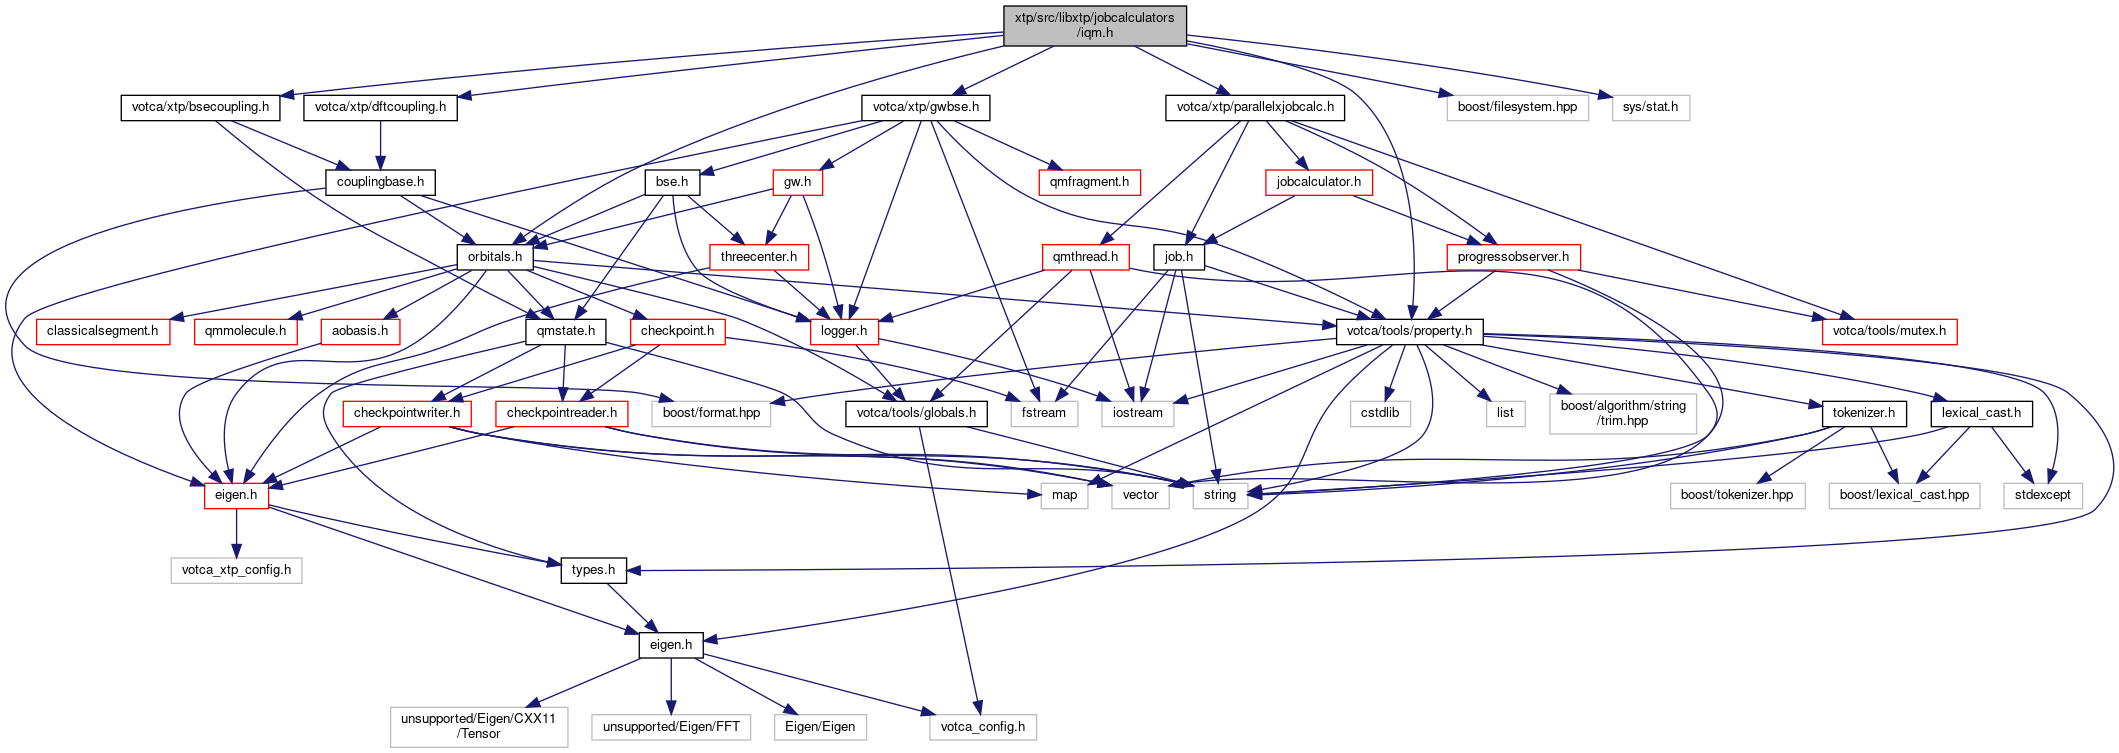 xtp/src/libxtp/jobcalculators
/iqm.h
votca/xtp/bsecoupling.h
votca/xtp/dftcoupling.h
votca/xtp/gwbse.h
votca/xtp/parallelxjobcalc.h
boost/filesystem.hpp
sys/stat.h
couplingbase.h
bse.h
gw.h
qmfragment.h
jobcalculator.h
orbitals.h
threecenter.h
qmthread.h
job.h
progressobserver.h
classicalsegment.h
qmmolecule.h
aobasis.h
qmstate.h
checkpoint.h
logger.h
votca/tools/property.h
votca/tools/mutex.h
checkpointwriter.h
checkpointreader.h
boost/format.hpp
votca/tools/globals.h
fstream
iostream
cstdlib
list
boost/algorithm/string
/trim.hpp
tokenizer.h
lexical_cast.h
eigen.h
map
vector
string
boost/tokenizer.hpp
boost/lexical_cast.hpp
stdexcept
votca_xtp_config.h
types.h
eigen.h
unsupported/Eigen/CXX11
/Tensor
unsupported/Eigen/FFT
Eigen/Eigen
votca_config.h